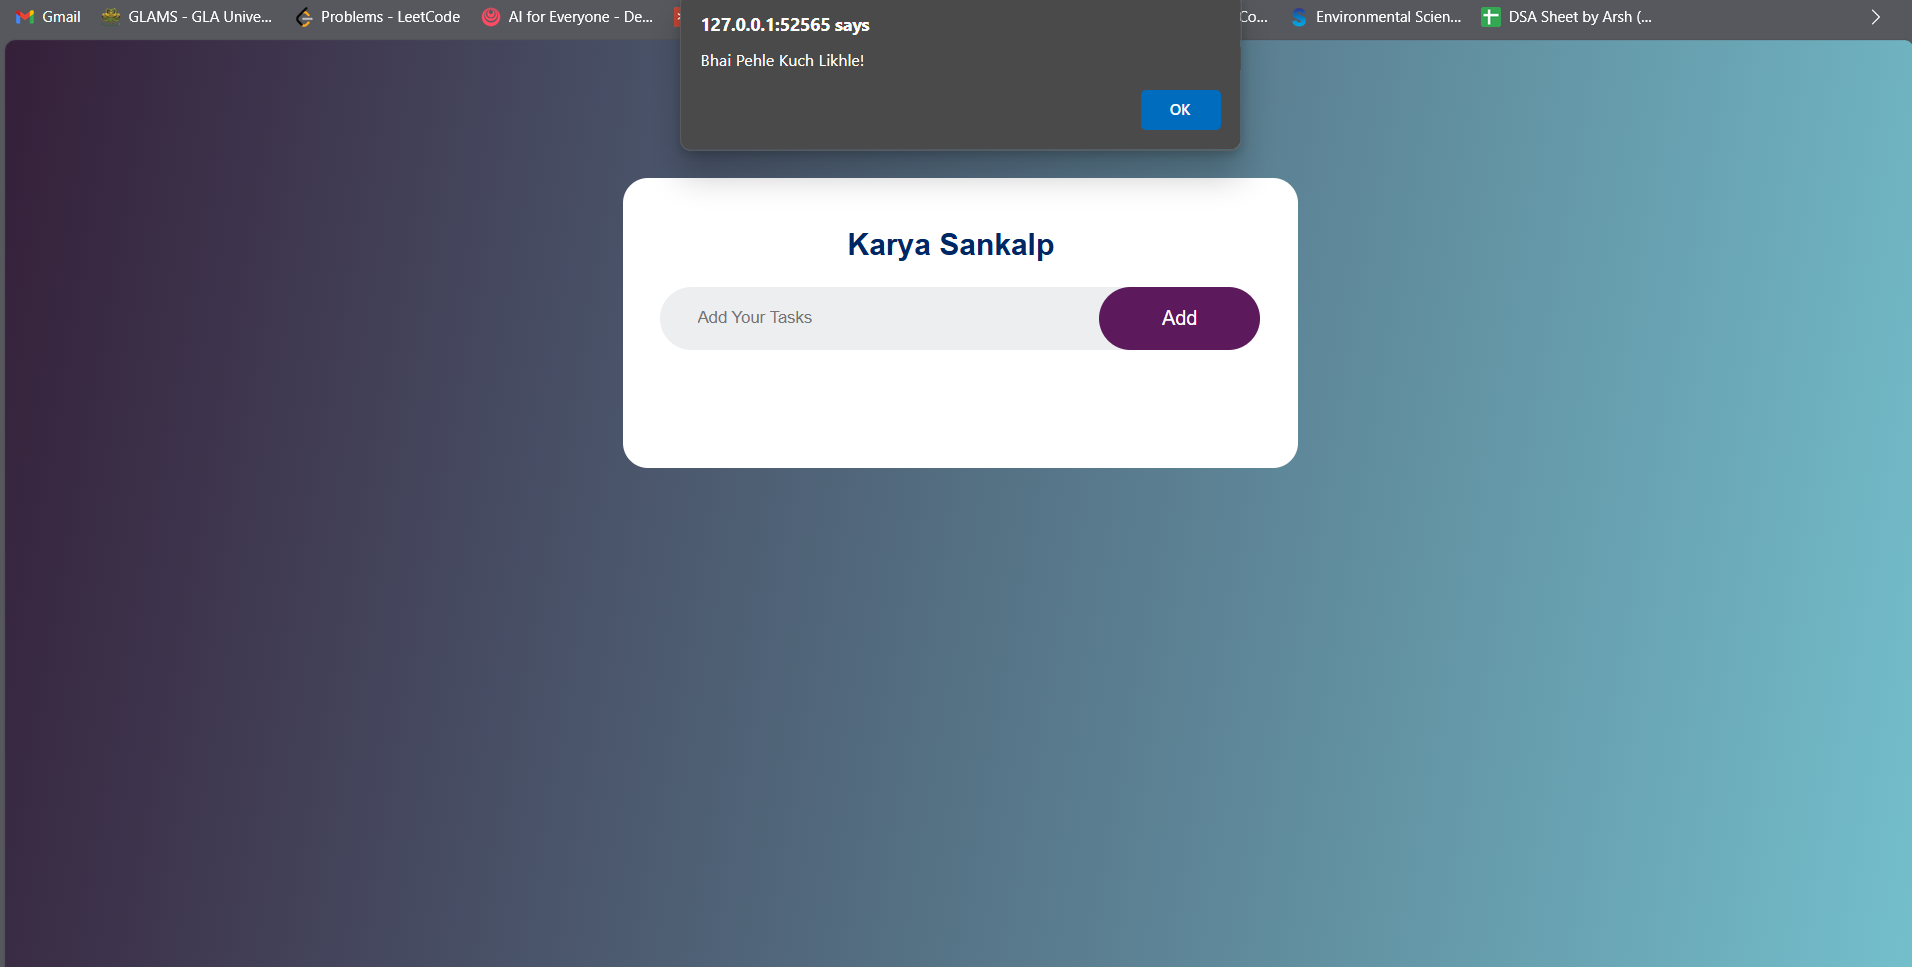 Gmail GLAMS - GLA Unive... Problems - LeetCode AI for Everyone - De... Co... Environmental Scien... DSA Sheet by Arsh (...
127.0.0.1:52565 says
Bhai Pehle Kuch Likhle!
OK
Karya Sankalp
Add Your Tasks Add